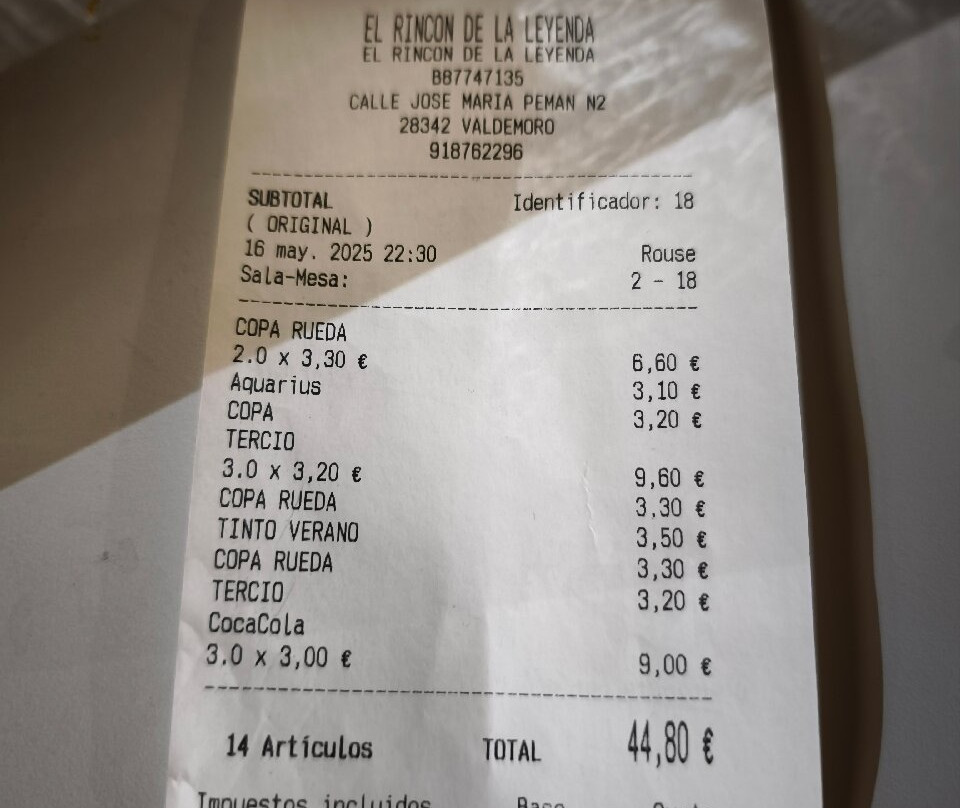 EL RINCON DE LA LEYENDA
EL RINCON DE LA LEYENDA
B87747135
CALLE JOSE MARIA PEMAN N2
28342 VALDEMORO
918762296
SUBTOTAL Identificador: 18
( ORIGINAL )
16 may. 2025 22:30 Rouse
Sala-Mesa: 2 - 18
COPA RUEDA
2.0 x 3,30 € 6,60 €
Aquarius 3,10 €
COPA 3,20 €
TERCIO
3.0 x 3,20 € 9,60 €
COPA RUEDA 3,30 €
TINTO VERANO 3,50 €
COPA RUEDA 3,30 €
TERCIO 3,20 €
CocaCola
3.0 x 3,00 € 9,00 €
14 Artículos TOTAL 44,80 €
Impuestos incluidos Base